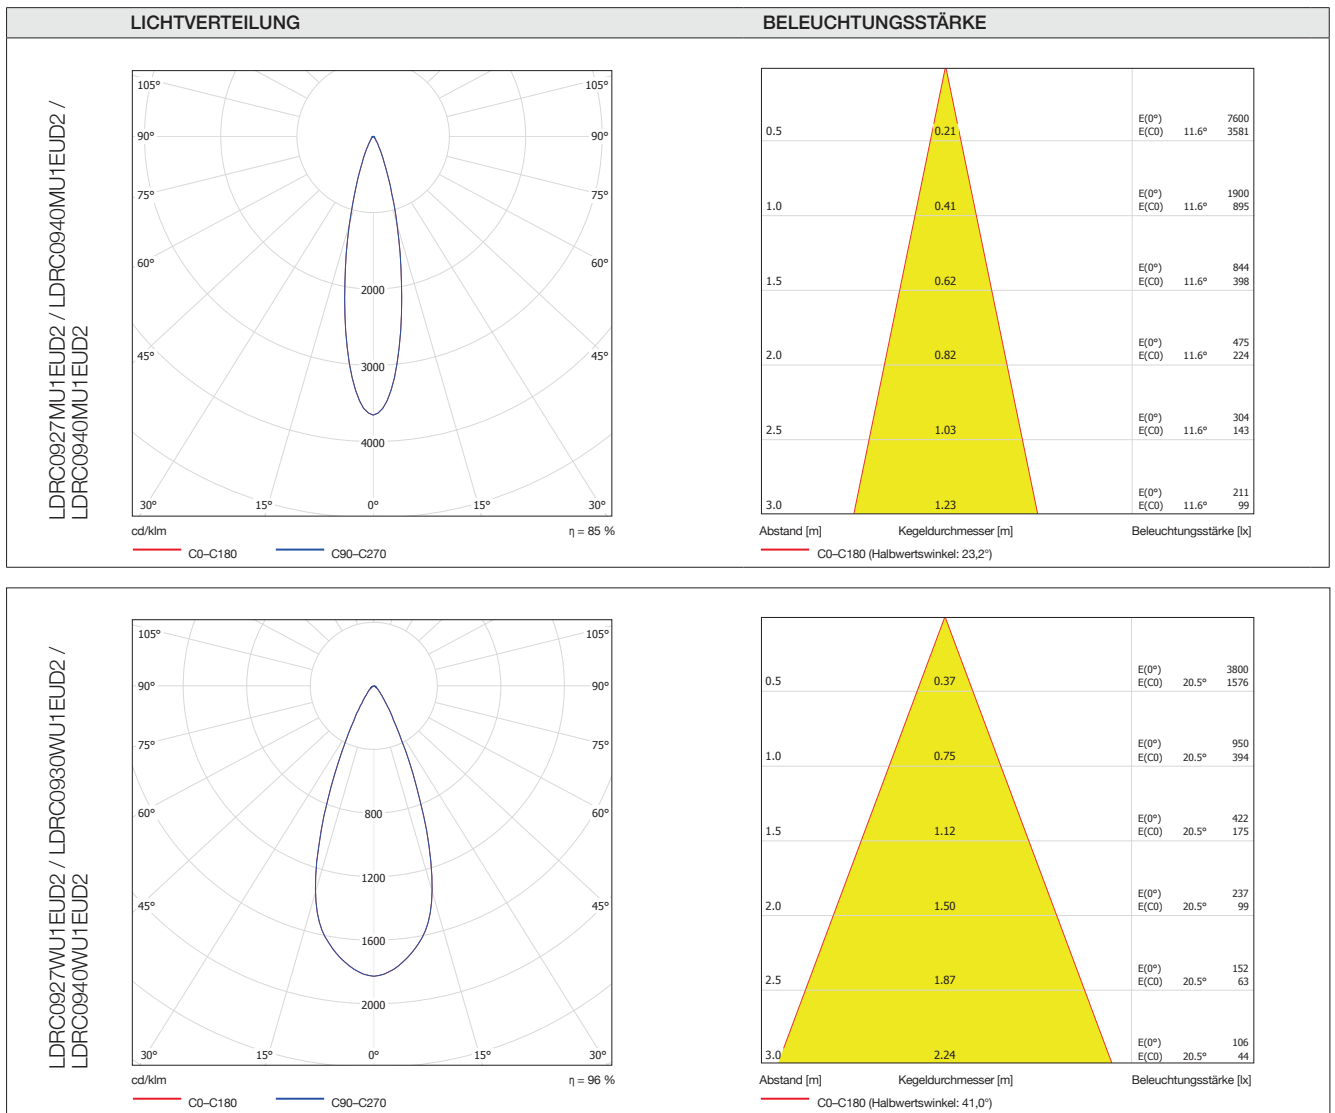 LICHTVERTEILUNG
BELEUCHTUNGSSTÄRKE
LDRC0927MU1EUD2 / LDRC0940MU1EUD2 /
LDRC0940MU1EUD2
105° 105°
90° 90°
75° 75°
60° 60°
2000
3000
45° 45°
4000
30° 15° 0° 15° 30°
cd/klm η = 85 %
C0–C180 C90–C270
E(0°) 7600
0.5 0.21 E(C0) 11.6° 3581
E(0°) 1900
1.0 0.41 E(C0) 11.6° 895
E(0°) 844
1.5 0.62 E(C0) 11.6° 398
E(0°) 475
2.0 0.82 E(C0) 11.6° 224
E(0°) 304
2.5 1.03 E(C0) 11.6° 143
E(0°) 211
3.0 1.23 E(C0) 11.6° 99
Abstand [m] Kegeldurchmesser [m] Beleuchtungsstärke [lx]
C0–C180 (Halbwertswinkel: 23,2°)
LDRC0927WU1EUD2 / LDRC0930WU1EUD2 /
LDRC0940WU1EUD2
105° 105°
90° 90°
75° 75°
60° 60°
800
1200
45° 45°
1600
2000
30° 15° 0° 15° 30°
cd/klm η = 96 %
C0–C180 C90–C270
E(0°) 3800
0.5 0.37 E(C0) 20.5° 1576
E(0°) 950
1.0 0.75 E(C0) 20.5° 394
E(0°) 422
1.5 1.12 E(C0) 20.5° 175
E(0°) 237
2.0 1.50 E(C0) 20.5° 99
E(0°) 152
2.5 1.87 E(C0) 20.5° 63
E(0°) 106
3.0 2.24 E(C0) 20.5° 44
Abstand [m] Kegeldurchmesser [m] Beleuchtungsstärke [lx]
C0–C180 (Halbwertswinkel: 41,0°)